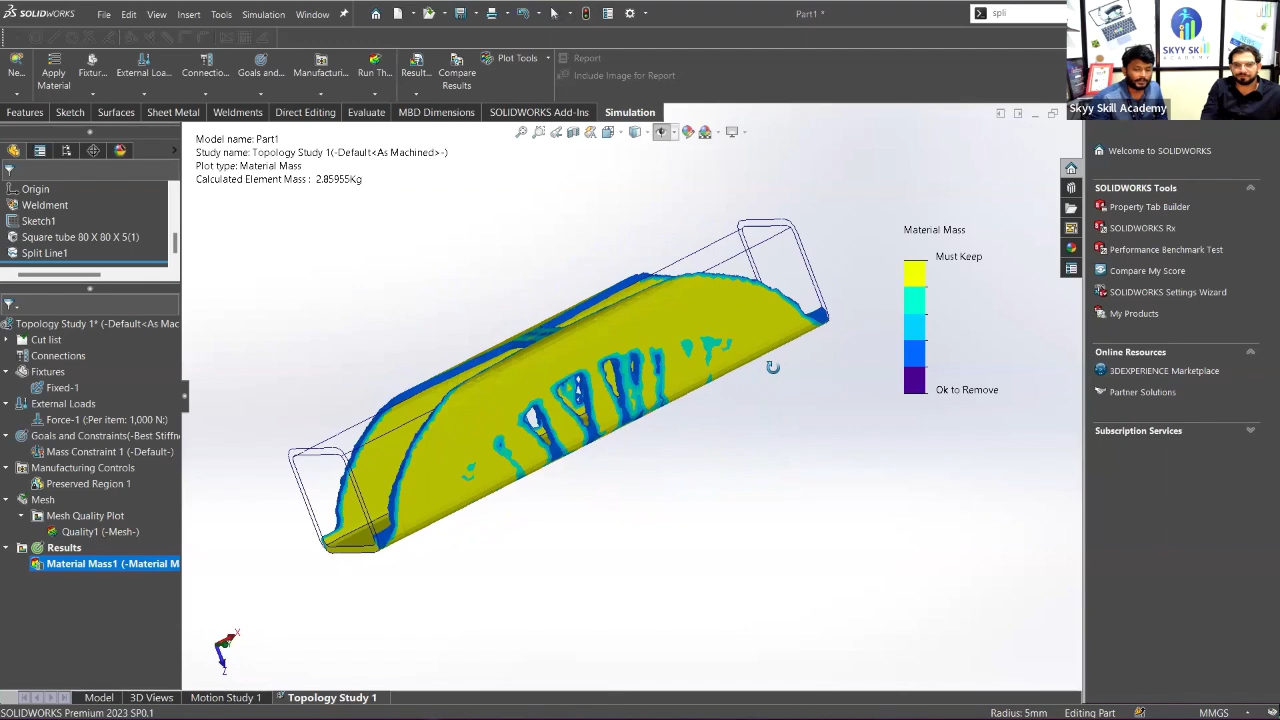 SOLIDWORKS File Edit View Insert Tools Simulation Window Part1 * spli
Ne... Apply Material Fixtur... External Loa... Connectio... Goals and... Manufacturi... Run Th... Result... Compare Results Plot Tools Report
Include Image for Report
Features Sketch Surfaces Sheet Metal Weldments Direct Editing Evaluate MBD Dimensions SOLIDWORKS Add-Ins Simulation
SKYY SKILL
ACADEMY
Skyy Skill Academy
Model name: Part1
Study name: Topology Study 1(-Default<As Machined>-)
Plot type: Material Mass
Calculated Element Mass : 2.85955Kg
Origin
Weldment
Sketch1
Square tube 80 X 80 X 5(1)
Split Line1
Topology Study 1* (-Default<As Mac
Cut list
Connections
Fixtures
Fixed-1
External Loads
Force-1 (:Per item: 1,000 N:)
Goals and Constraints(-Best Stiffne
Mass Constraint 1 (-Default-)
Manufacturing Controls
Preserved Region 1
Mesh
Mesh Quality Plot
Quality1 (-Mesh-)
Results
Material Mass1 (-Material M
Material Mass
Must Keep
Ok to Remove
X
Z
Welcome to SOLIDWORKS
SOLIDWORKS Tools
Property Tab Builder
SOLIDWORKS Rx
Performance Benchmark Test
Compare My Score
SOLIDWORKS Settings Wizard
My Products
Online Resources
3DEXPERIENCE Marketplace
Partner Solutions
Subscription Services
Model 3D Views Motion Study 1 Topology Study 1
SOLIDWORKS Premium 2023 SP0.1 Radius: 5mm Editing Part MMGS